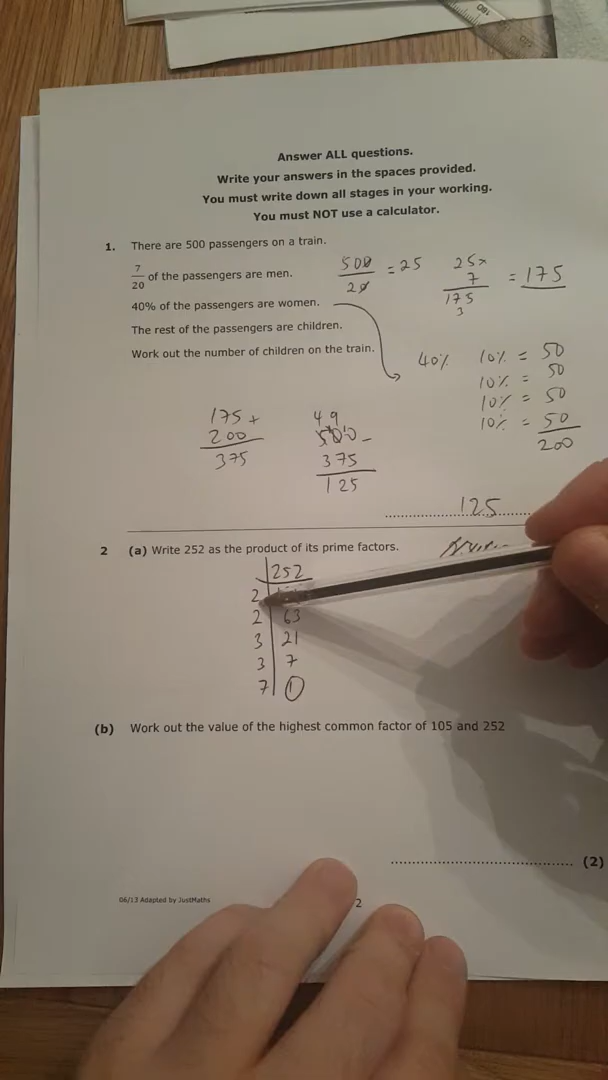 Answer ALL questions.
Write your answers in the spaces provided.
You must write down all stages in your working.
You must NOT use a calculator.
1. There are 500 passengers on a train.
7/20 of the passengers are men.
500/20 = 25
25 x
7
175
3
= 175
40% of the passengers are women.
The rest of the passengers are children.
Work out the number of children on the train.
40% 10% = 50
10% = 50
10% = 50
10% = 50
200
175 +
200
375
4 9
500 -
375
125
125
2 (a) Write 252 as the product of its prime factors.
252
2
2 63
3 21
3 7
7 1
(b) Work out the value of the highest common factor of 105 and 252
(2)
06/13 Adapted by JustMaths
2